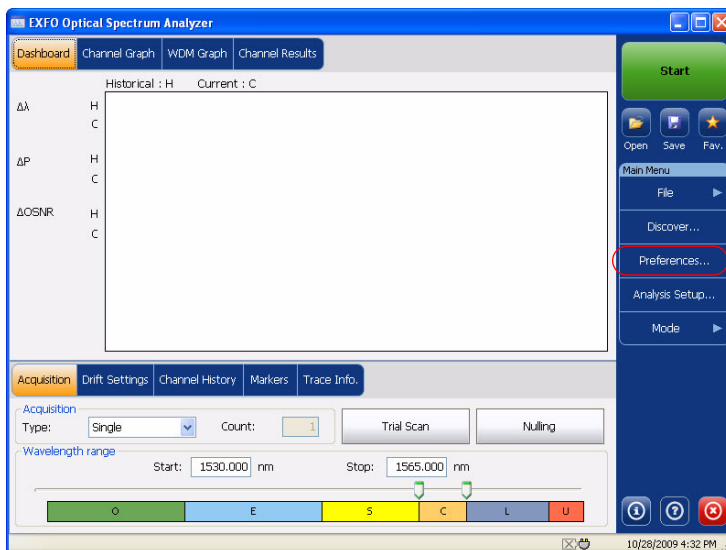 EXFO Optical Spectrum Analyzer
Dashboard Channel Graph WDM Graph Channel Results
Historical : H Current : C
Δλ H
C
ΔP H
C
ΔOSNR H
C
Start
Open Save Fav.
Main Menu
File
Discover...
Preferences...
Analysis Setup...
Mode
Acquisition Drift Settings Channel History Markers Trace Info.
Acquisition
Type: Single Count: 1 Trial Scan Nulling
Wavelength range
Start: 1530.000 nm Stop: 1565.000 nm
O E S C L U
10/28/2009 4:32 PM